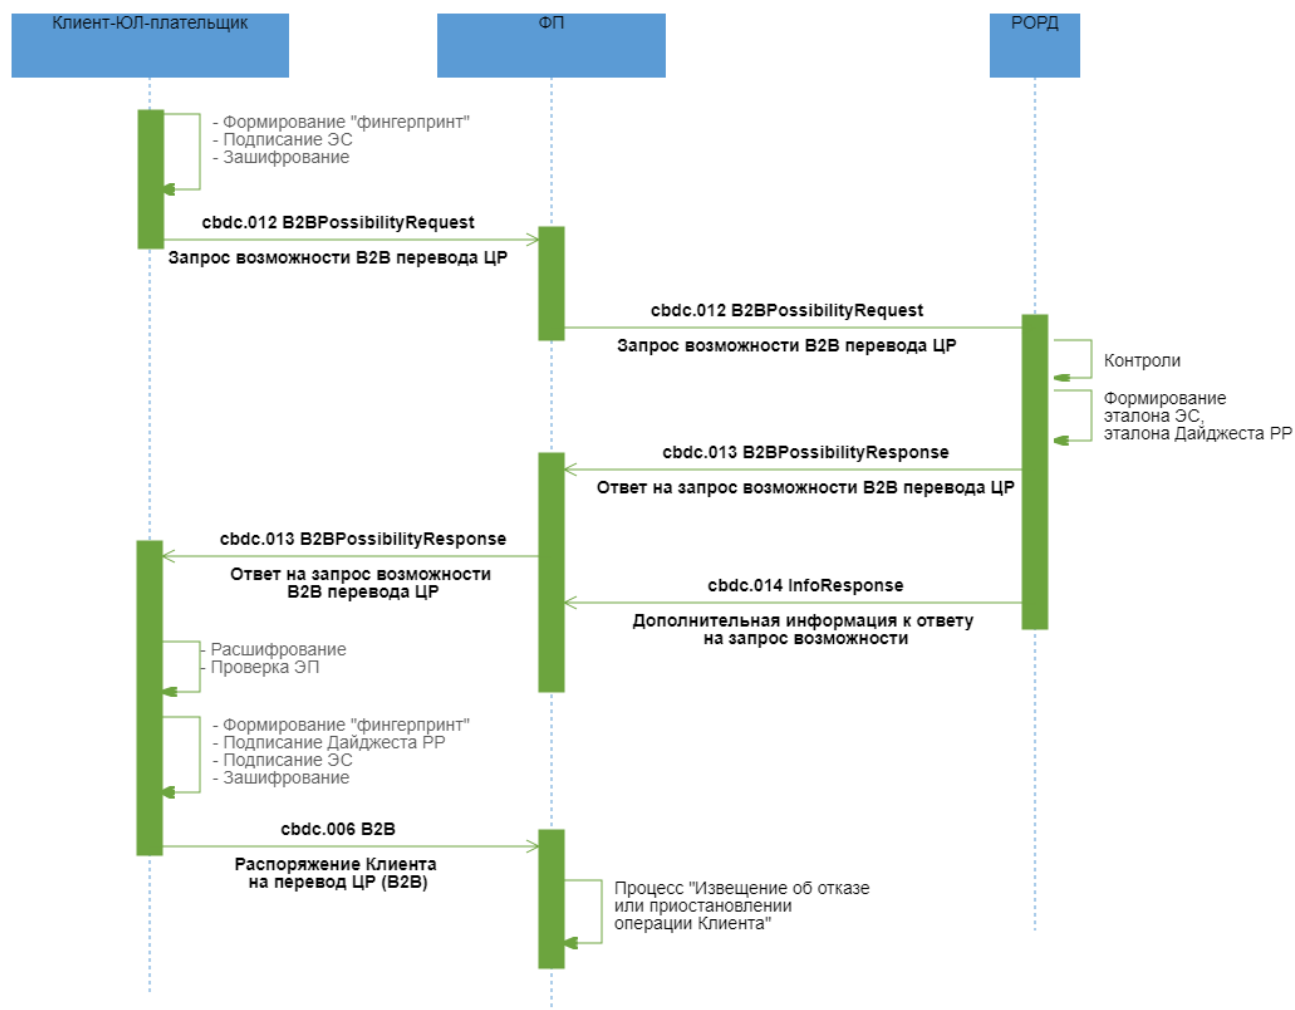 Клиент-ЮЛ-плательщик
ФП
РОРД
- Формирование "фингерпринт"
- Подписание ЭС
- Зашифрование
cbdc.012 B2BPossibilityRequest
Запрос возможности B2B перевода ЦР
cbdc.012 B2BPossibilityRequest
Запрос возможности B2B перевода ЦР
Контроли
Формирование
эталона ЭС,
эталона Дайджеста РР
cbdc.013 B2BPossibilityResponse
Ответ на запрос возможности B2B перевода ЦР
cbdc.013 B2BPossibilityResponse
Ответ на запрос возможности
B2B перевода ЦР
cbdc.014 InfoResponse
Дополнительная информация к ответу
на запрос возможности
- Расшифрование
- Проверка ЭП
- Формирование "фингерпринт"
- Подписание Дайджеста РР
- Подписание ЭС
- Зашифрование
cbdc.006 B2B
Распоряжение Клиента
на перевод ЦР (B2B)
Процесс "Извещение об отказе
или приостановлении
операции Клиента"